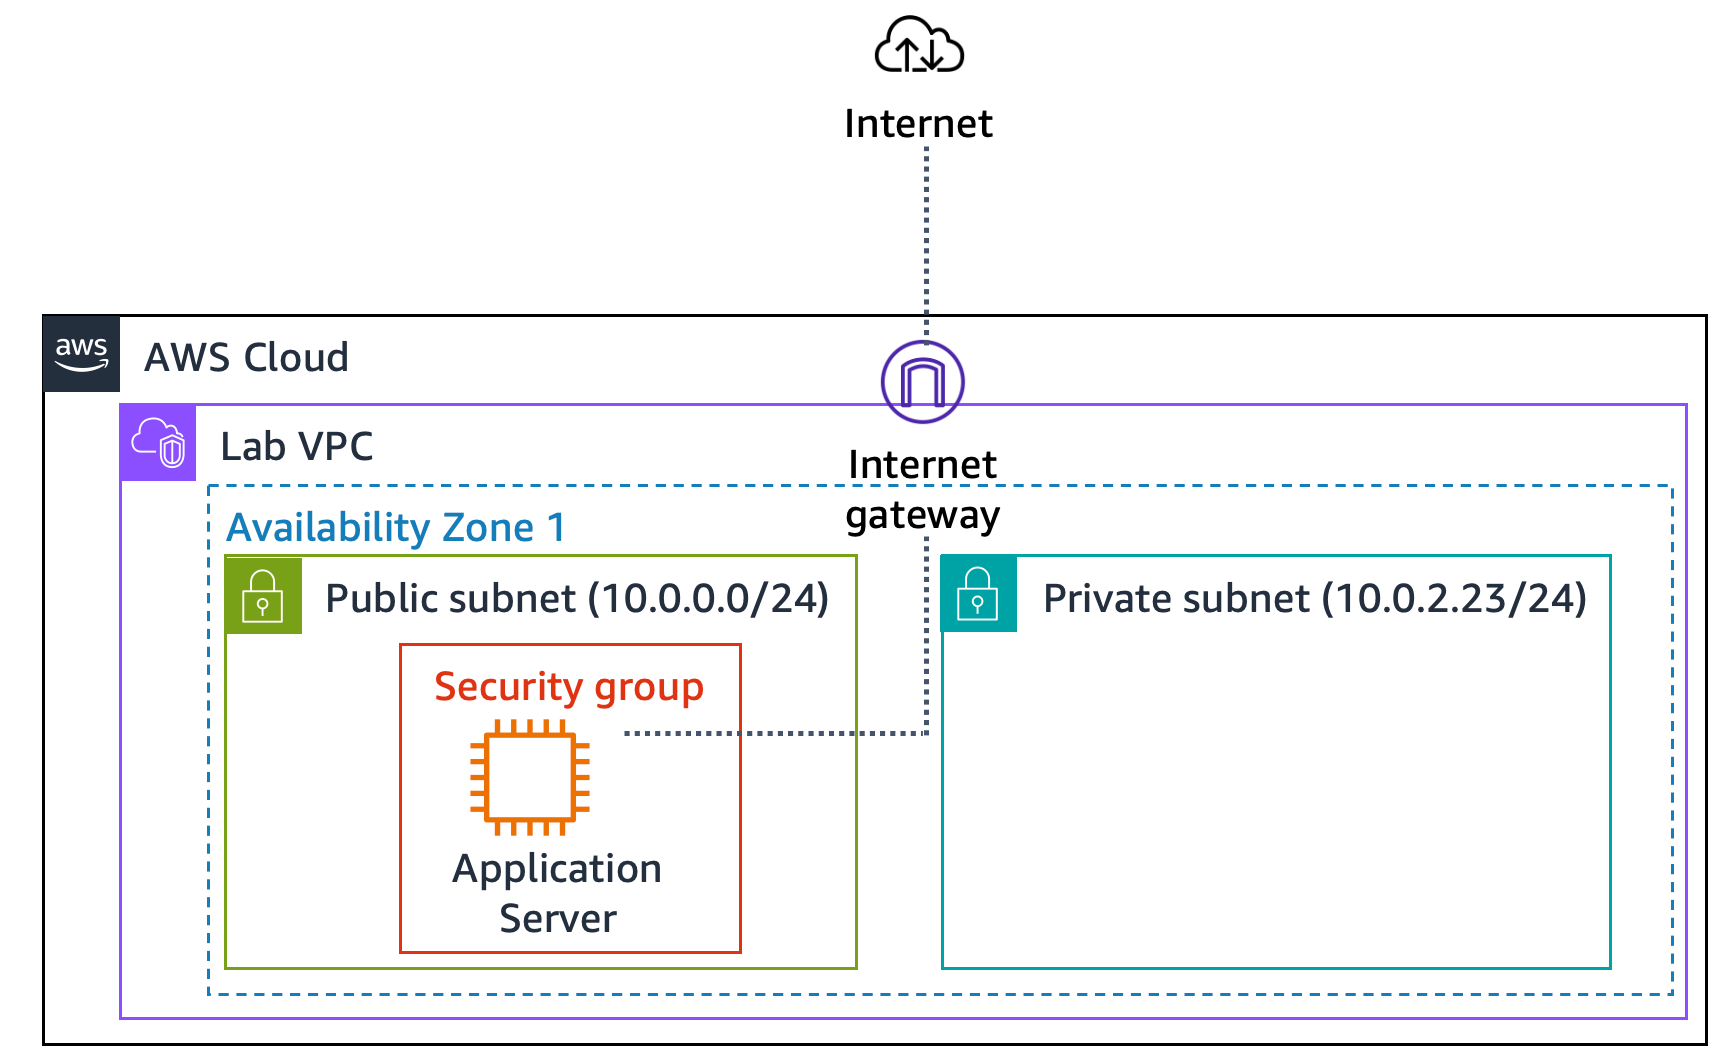 Internet
aws
AWS Cloud
Lab VPC
Internet
gateway
Availability Zone 1
Public subnet (10.0.0.0/24)
Private subnet (10.0.2.23/24)
Security group
Application
Server